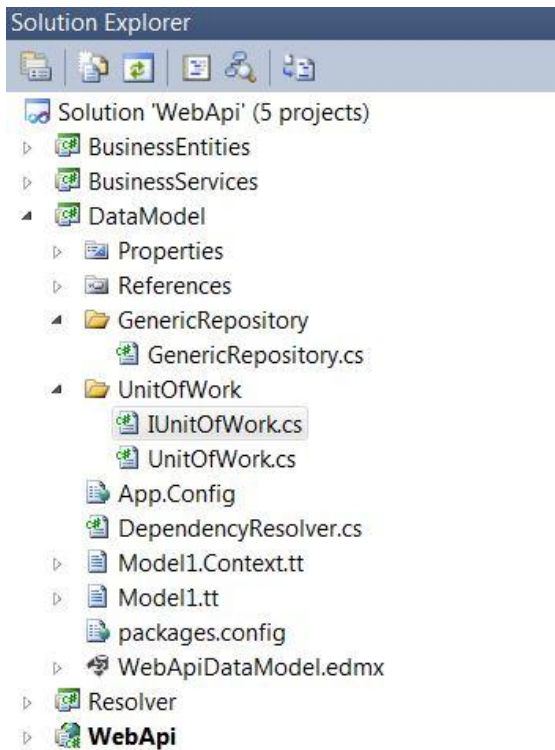 Solution Explorer
Solution 'WebApi' (5 projects)
BusinessEntities
BusinessServices
DataModel
Properties
References
GenericRepository
GenericRepository.cs
UnitOfWork
IUnitOfWork.cs
UnitOfWork.cs
App.Config
DependencyResolver.cs
Model1.Context.tt
Model1.tt
packages.config
WebApiDataModel.edmx
Resolver
WebApi